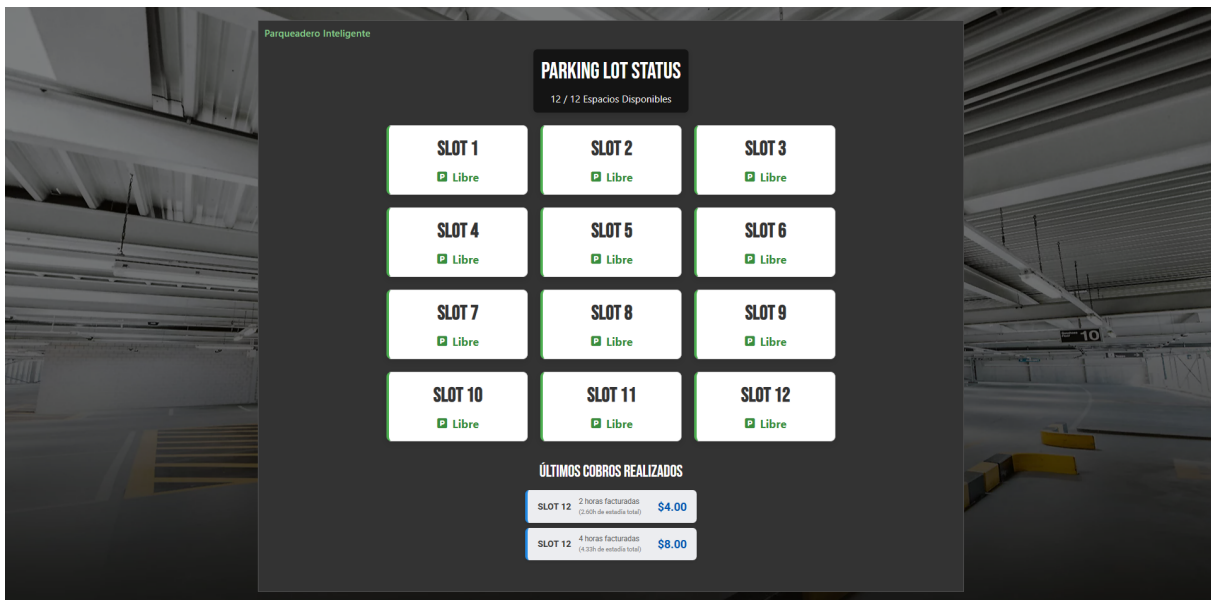 Parqueadero Inteligente
PARKING LOT STATUS
12 / 12 Espacios Disponibles
SLOT 1
P Libre
SLOT 2
P Libre
SLOT 3
P Libre
SLOT 4
P Libre
SLOT 5
P Libre
SLOT 6
P Libre
SLOT 7
P Libre
SLOT 8
P Libre
SLOT 9
P Libre
SLOT 10
P Libre
SLOT 11
P Libre
SLOT 12
P Libre
10
ÚLTIMOS COBROS REALIZADOS
SLOT 12
2 horas facturadas
(2.60h de estadía total)
$4.00
SLOT 12
4 horas facturadas
(4.33h de estadía total)
$8.00